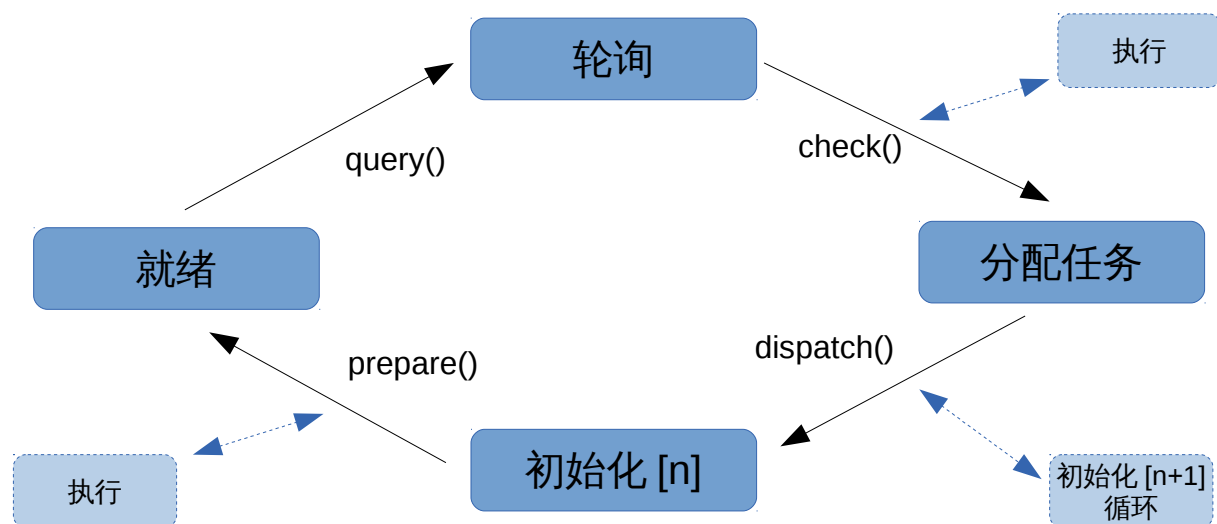 轮询
执行
check()
query()
就绪
分配任务
dispatch()
prepare()
初始化 [n]
执行
初始化 [n+1]
循环